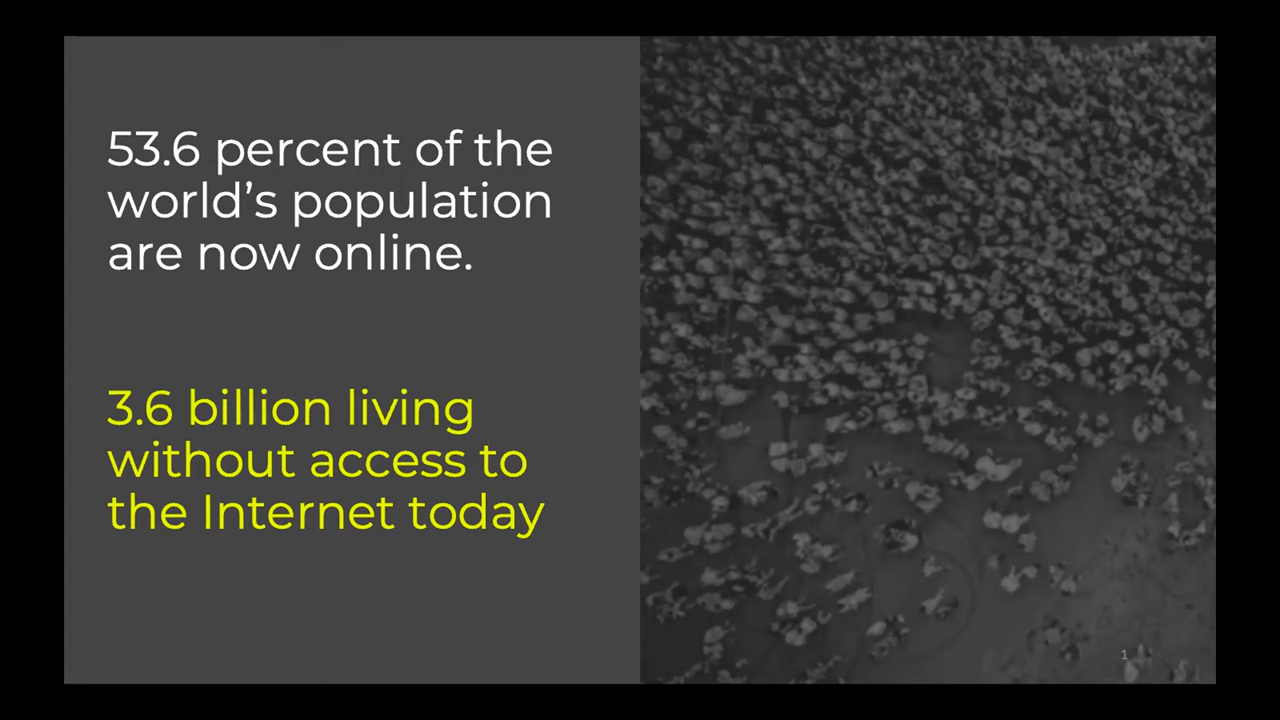 53.6 percent of the
world’s population
are now online.
3.6 billion living
without access to
the Internet today
1